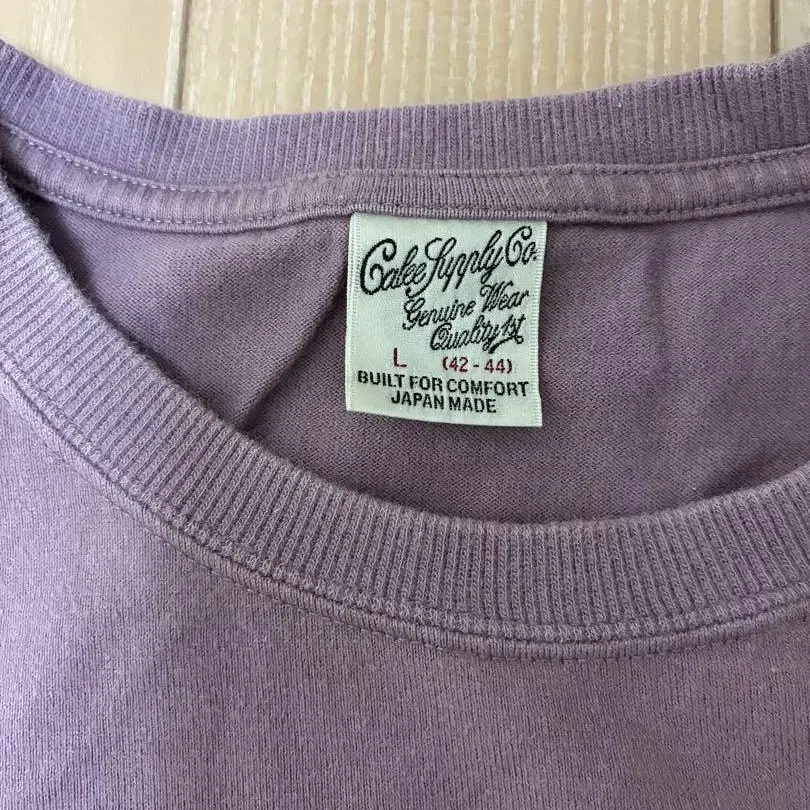 Calee Supply Co.
Genuine Wear
Quality 1st
L (42 - 44)
BUILT FOR COMFORT
JAPAN MADE